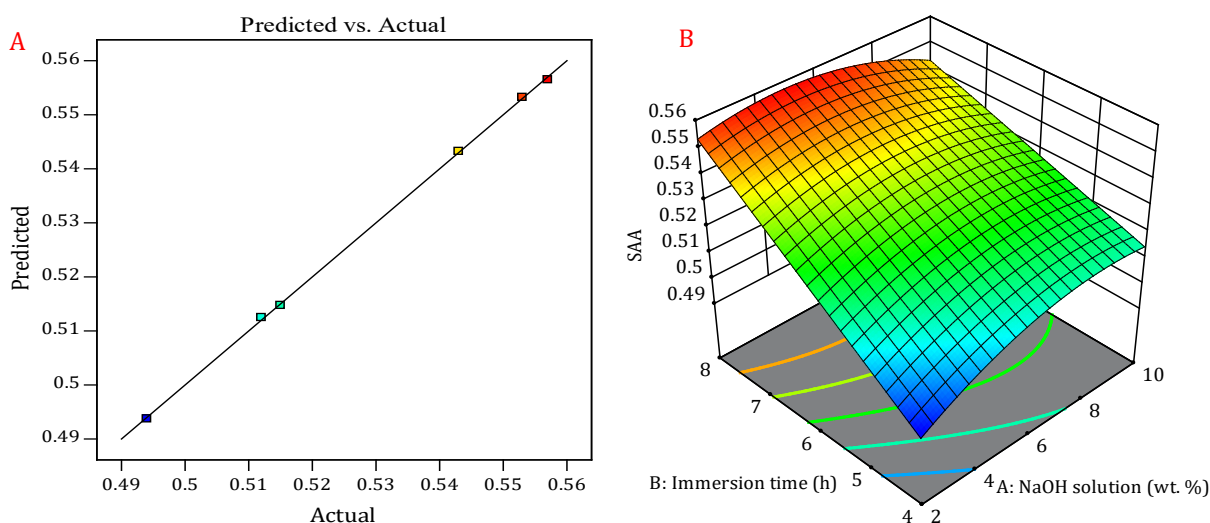 A
Predicted vs. Actual
0.56
0.55
0.54
0.53
0.52
0.51
0.5
0.49
Predicted
0.49 0.5 0.51 0.52 0.53 0.54 0.55 0.56
Actual
B
0.56
0.55
0.54
0.53
0.52
0.51
0.5
0.49
SAA
8
7
6
5
4
B: Immersion time (h)
2
4
6
8
10
A: NaOH solution (wt. %)